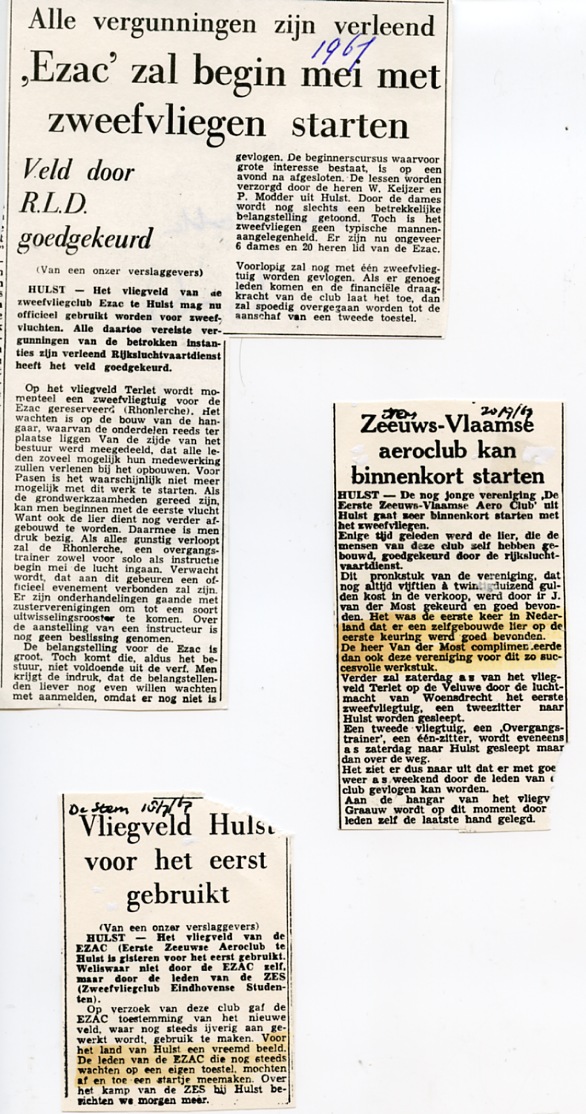 Alle vergunningen zijn verleend
1967
‚Ezac’ zal begin mei met
zweefvliegen starten
Veld door
R.L.D.
goedgekeurd
(Van een onzer verslaggevers)
HULST — Het vliegveld van de
zweefvliegclub Ezac te Hulst mag nu
officieel gebruikt worden voor zweef-
vluchten. Alle daartoe vereiste ver-
gunningen van de betrokken instan-
ties zijn verleend Rijksluchtvaartdienst
heeft het veld goedgekeurd.
Op het vliegveld Terlet wordt mo-
menteel een zweefvliegtuig voor de
Ezac gereserveerd (Rhonlerche). Het
wachten is op de bouw van de han-
gaar, waarvan de onderdelen reeds ter
plaatse liggen Van de zijde van het
bestuur werd meegedeeld, dat alle le-
den zoveel mogelijk hun medewerking
zullen verlenen bij het opbouwen. Voor
Pasen is het waarschijnlijk niet meer
mogelijk met dit werk te starten. Als
de grondwerkzaamheden gereed zijn,
kan men beginnen met de eerste vlucht
Want ook de lier dient nog verder af-
gebouwd te worden. Daarmee is men
druk bezig. Als alles gunstig verloopt
zal de Rhonlerche, een overgangs-
trainer zowel voor solo als instructie
begin mei de lucht ingaan. Verwacht
wordt, dat aan dit gebeuren een of-
ficieel evenement verbonden zal zijn.
Er zijn onderhandelingen gaande met
zusterverenigingen om tot een soort
uitwisselingsrooster te komen. Over
de aanstelling van een instructeur is
nog geen beslissing genomen.
De belangstelling voor de Ezac is
groot. Toch komt die, aldus het be-
stuur, niet voldoende uit de verf. Men
krijgt de indruk, dat de belangstellen-
den liever nog even willen wachten
met aanmelden, omdat er nog niet is
gevlogen. De beginnerscursus waarvoor
grote interesse bestaat, is op een
avond na afgesloten. De lessen worden
verzorgd door de heren W. Keijzer en
P. Modder uit Hulst. Door de dames
wordt nog slechts een betrekkelijke
belangstelling getoond. Toch is het
zweefvliegen geen typische mannen-
aangelegenheid. Er zijn nu ongeveer
6 dames en 20 heren lid van de Ezac.
Voorlopig zal nog met één zweefvlieg-
tuig worden gevlogen. Als er genoeg
leden komen en de financiële draag-
kracht van de club laat het toe, dan
zal spoedig overgegaan worden tot de
aanschaf van een tweede toestel.
Zeeuws-Vlaamse
aeroclub kan
binnenkort starten
HULST — De nog jonge vereniging ‚De
Eerste Zeeuws-Vlaamse Aero Club’ uit
Hulst gaat zeer binnenkort starten met
het zweefvliegen.
Enige tijd geleden werd de lier, die de
mensen van deze club zelf hebben ge-
bouwd, goedgekeurd door de rijkslucht-
vaartdienst.
Dit pronkstuk van de vereniging, dat
nog altijd vijftien à twintigduizend gul-
den kost in de verkoop, werd door ir J.
van der Most gekeurd en goed bevon-
den. Het was de eerste keer in Neder-
land dat er een zelfgebouwde lier op de
eerste keuring werd goed bevonden.
De heer Van der Most complimenteerde
dan ook deze vereniging voor dit zo suc-
cesvolle werkstuk.
Verder zal zaterdag a s van het vlieg-
veld Terlet op de Veluwe door de lucht-
macht van Woensdrecht het eerste
zweefvliegtuig, een tweezitter naar
Hulst worden gesleept.
Een tweede vliegtuig, een ‚Overgangs-
trainer’, een één-zitter, wordt eveneens
a s zaterdag naar Hulst gesleept maar
dan over de weg.
Het ziet er dus naar uit dat er met goe
weer a s weekend door de leden van
club gevlogen kan worden.
Aan de hangar van het vliegv
Graauw wordt op dit moment door
leden zelf de laatste hand gelegd.
De Stem
Vliegveld Hulst
voor het eerst
gebruikt
(Van een onzer verslaggevers)
HULST — Het vliegveld van de
EZAC (Eerste Zeeuwse Aeroclub te
Hulst is gisteren voor het eerst gebruikt.
Weliswaar niet door de EZAC zelf,
maar door de leden van de ZES
(Zweefvliegclub Eindhovense Studen-
ten).
Op verzoek van deze club gaf de
EZAC toestemming van het nieuwe
veld, waar nog steeds ijverig aan ge-
werkt wordt, gebruik te maken. Voor
het land van Hulst een vreemd beeld.
De leden van de EZAC die nog steeds
wachten op een eigen toestel, mochten
af en toe een startje meemaken. Over
het kamp van de ZES bij Hulst be-
richten we morgen meer.